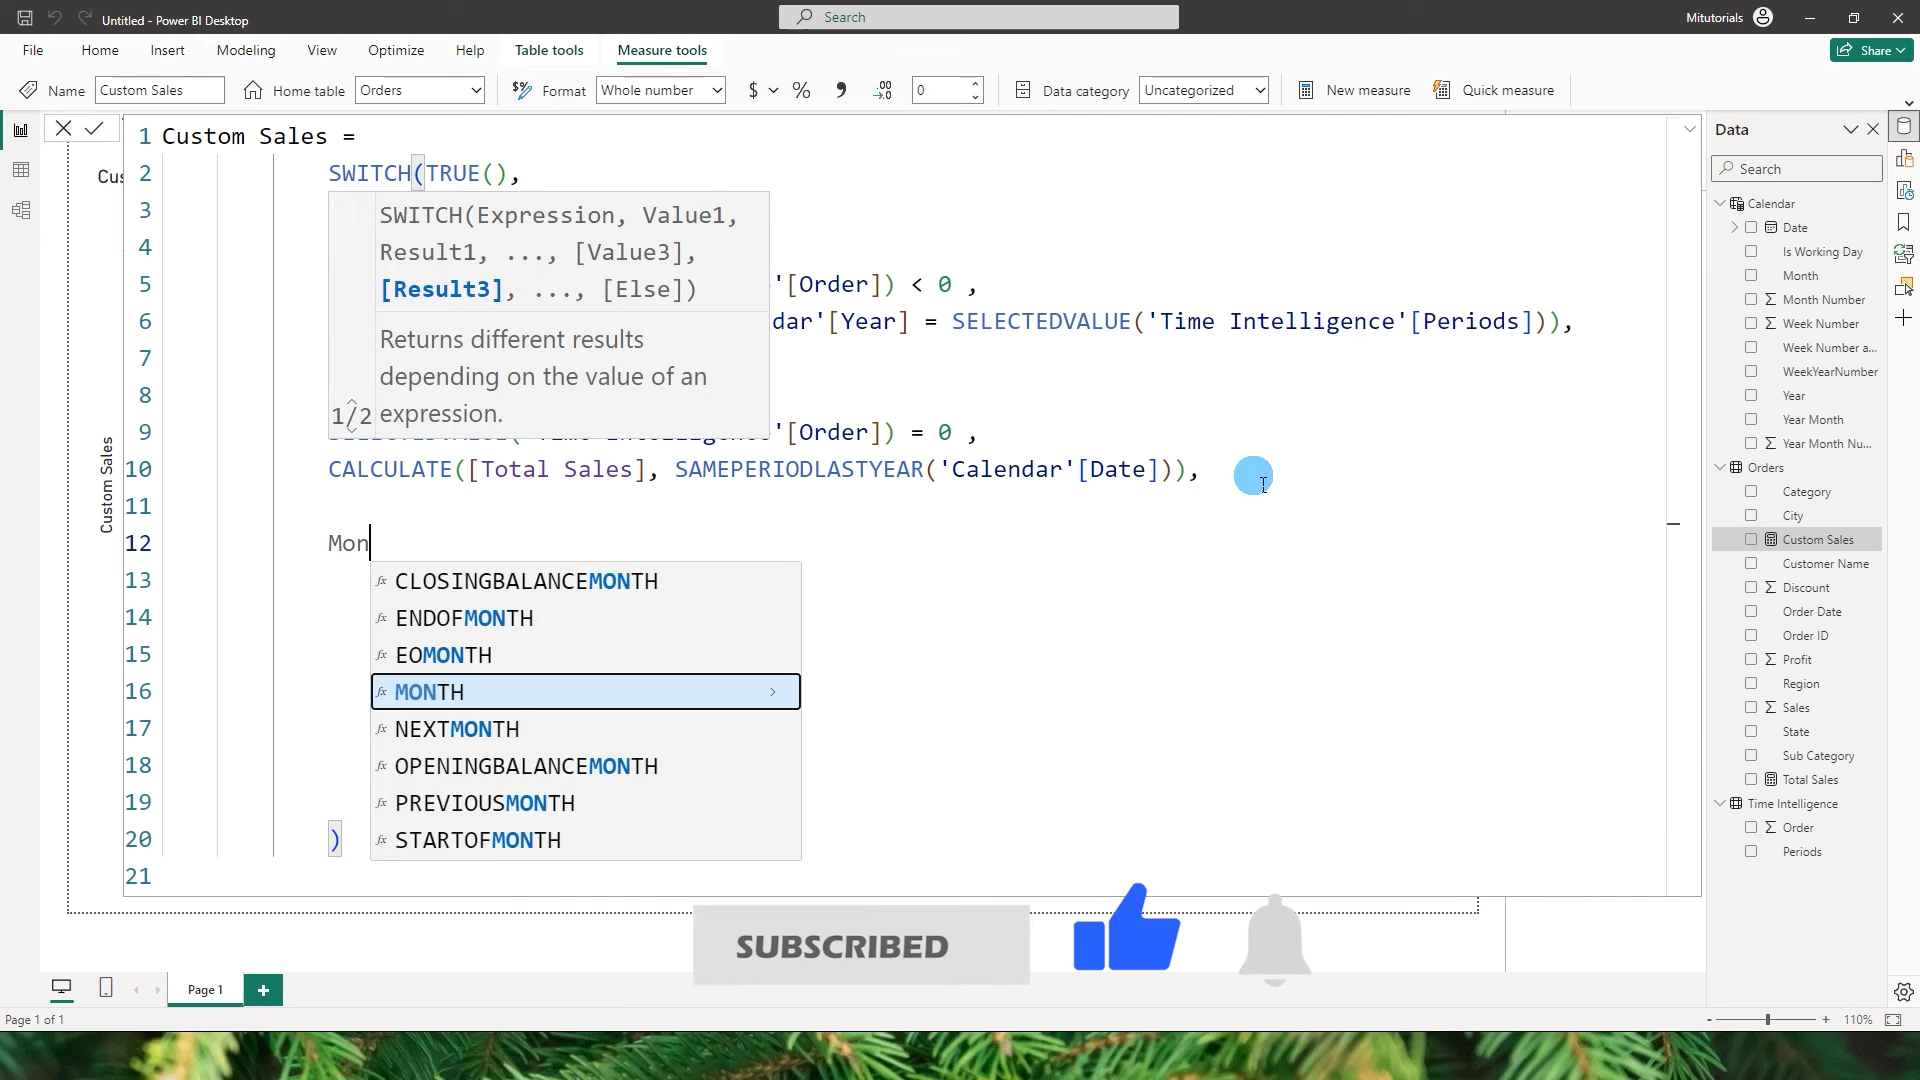 Untitled - Power BI Desktop
Search
Mitutorials
File Home Insert Modeling View Optimize Help Table tools Measure tools
Share
Name Custom Sales Home table Orders Format Whole number $ % 9 .00 0 Data category Uncategorized New measure Quick measure
1 Custom Sales =
2 SWITCH(TRUE(),
3
4
5 '[Order]) < 0 ,
6 dar'[Year] = SELECTEDVALUE('Time Intelligence'[Periods])),
7
8
9 '[Order]) = 0 ,
10 CALCULATE([Total Sales], SAMEPERIODLASTYEAR('Calendar'[Date])),
11
12 Mon
13
14
15
16
17
18
19
20 )
21
SWITCH(Expression, Value1,
Result1, ..., [Value3],
[Result3], ..., [Else])
Returns different results
depending on the value of an
1/2 expression.
CLOSINGBALANCEMONTH
ENDOFMONTH
EOMONTH
MONTH
NEXTMONTH
OPENINGBALANCEMONTH
PREVIOUSMONTH
STARTOFMONTH
Cus
Custom Sales
Data
Search
Calendar
Date
Is Working Day
Month
Month Number
Week Number
Week Number a...
WeekYearNumber
Year
Year Month
Year Month Nu...
Orders
Category
City
Custom Sales
Customer Name
Discount
Order Date
Order ID
Profit
Region
Sales
State
Sub Category
Total Sales
Time Intelligence
Order
Periods
SUBSCRIBED
Page 1
Page 1 of 1
- + 110%